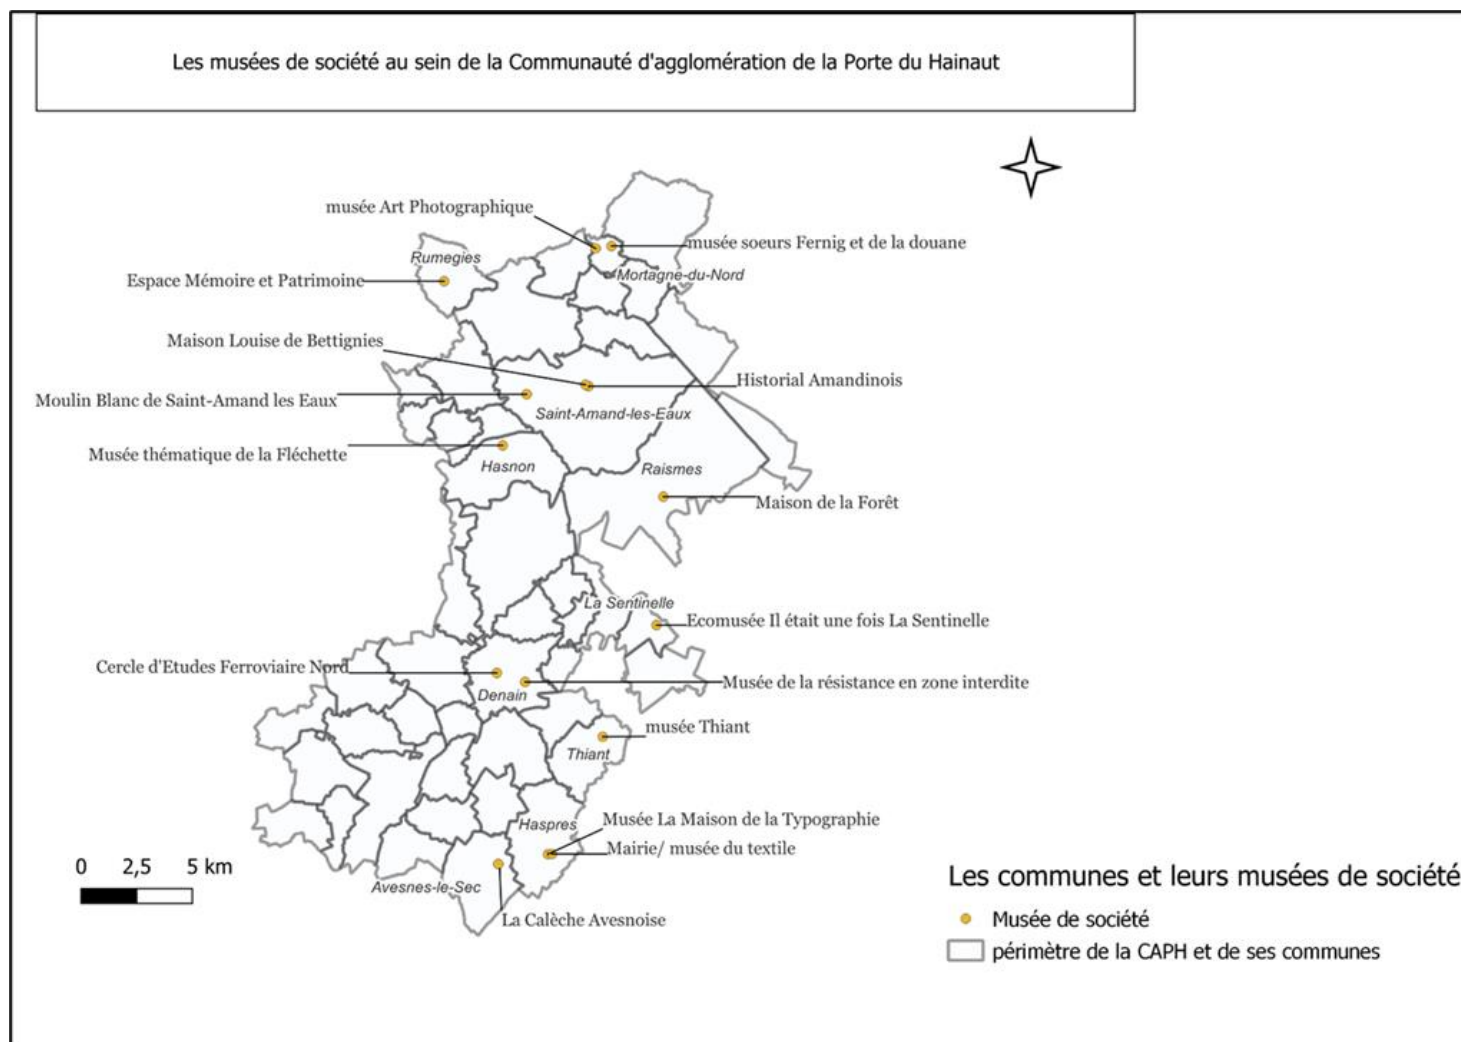 Les musées de société au sein de la Communauté d'agglomération de la Porte du Hainaut
musée Art Photographique
musée soeurs Fernig et de la douane
Rumegies
Mortagne-du-Nord
Espace Mémoire et Patrimoine
Maison Louise de Bettignies
Historial Amandinois
Moulin Blanc de Saint-Amand les Eaux
Saint-Amand-les-Eaux
Musée thématique de la Fléchette
Hasnon
Raismes
Maison de la Forêt
La Sentinelle
Ecomusée Il était une fois La Sentinelle
Cercle d'Etudes Ferroviaire Nord
Musée de la résistance en zone interdite
Denain
musée Thiant
Thiant
Musée La Maison de la Typographie
Haspres
Mairie/ musée du textile
0 2,5 5 km
Avesnes-le-Sec
La Calèche Avesnoise
Les communes et leurs musées de société
Musée de société
périmètre de la CAPH et de ses communes